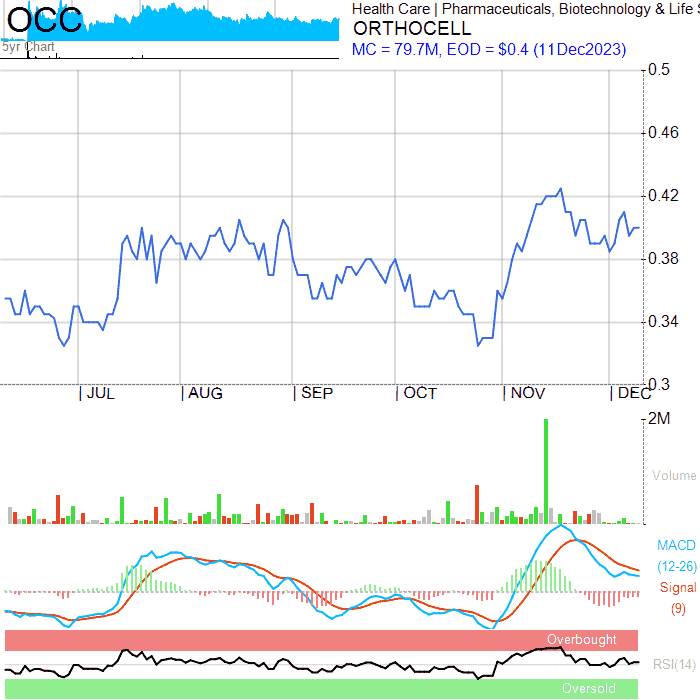 OCC
5yr Chart
Health Care | Pharmaceuticals, Biotechnology & Life S
ORTHOCELL
MC = 79.7M, EOD = $0.4 (11Dec2023)
0.5
0.46
0.42
0.38
0.34
0.3
JUL AUG SEP OCT NOV DEC
2M
Volume
MACD
(12-26)
Signal
(9)
Overbought
RSI(14)
Oversold